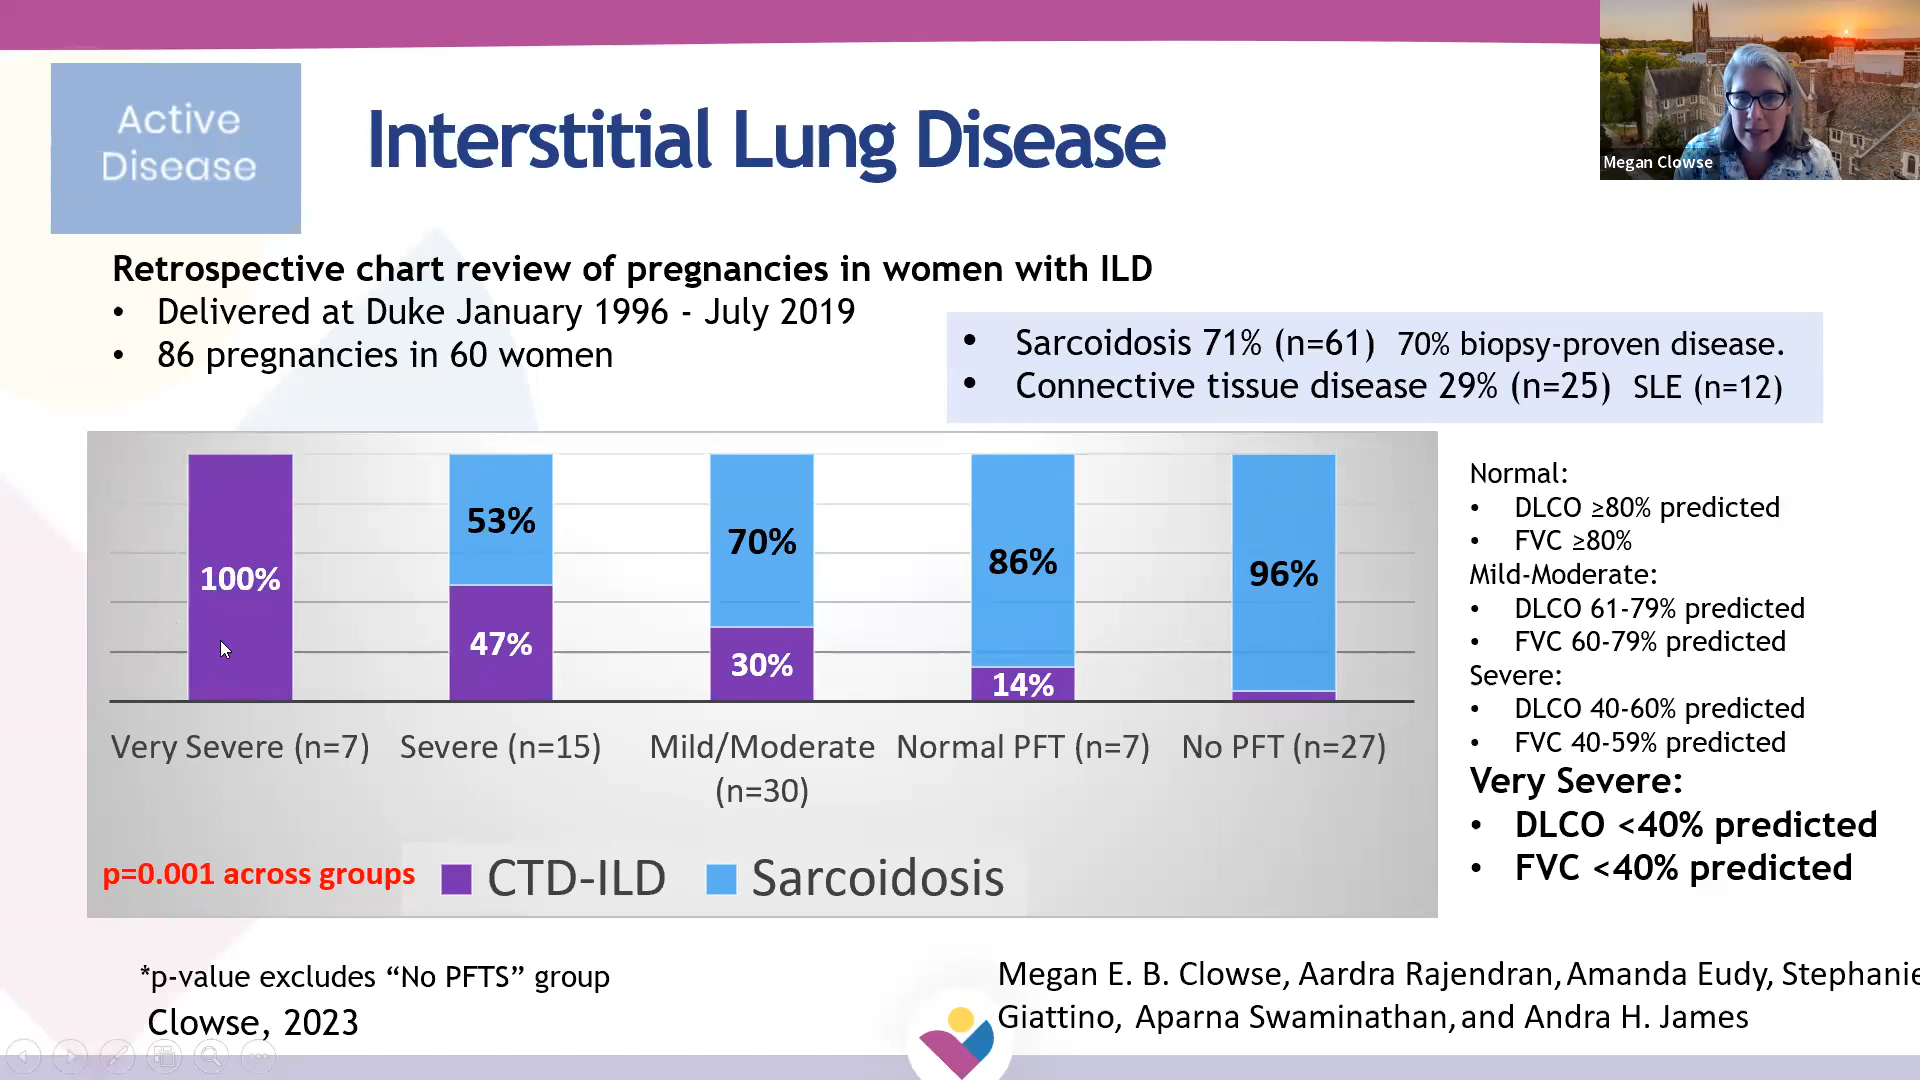 Active
Disease
Interstitial Lung Disease
Megan Clowse
Retrospective chart review of pregnancies in women with ILD
• Delivered at Duke January 1996 - July 2019
• 86 pregnancies in 60 women
• Sarcoidosis 71% (n=61) 70% biopsy-proven disease.
• Connective tissue disease 29% (n=25) SLE (n=12)
100%
53%
47%
70%
30%
86%
14%
96%
Very Severe (n=7)
Severe (n=15)
Mild/Moderate
(n=30)
Normal PFT (n=7)
No PFT (n=27)
p=0.001 across groups
CTD-ILD
Sarcoidosis
Normal:
• DLCO ≥80% predicted
• FVC ≥80%
Mild-Moderate:
• DLCO 61-79% predicted
• FVC 60-79% predicted
Severe:
• DLCO 40-60% predicted
• FVC 40-59% predicted
Very Severe:
• DLCO <40% predicted
• FVC <40% predicted
*p-value excludes “No PFTS” group
Clowse, 2023
Megan E. B. Clowse, Aardra Rajendran, Amanda Eudy, Stephanie
Giattino, Aparna Swaminathan, and Andra H. James